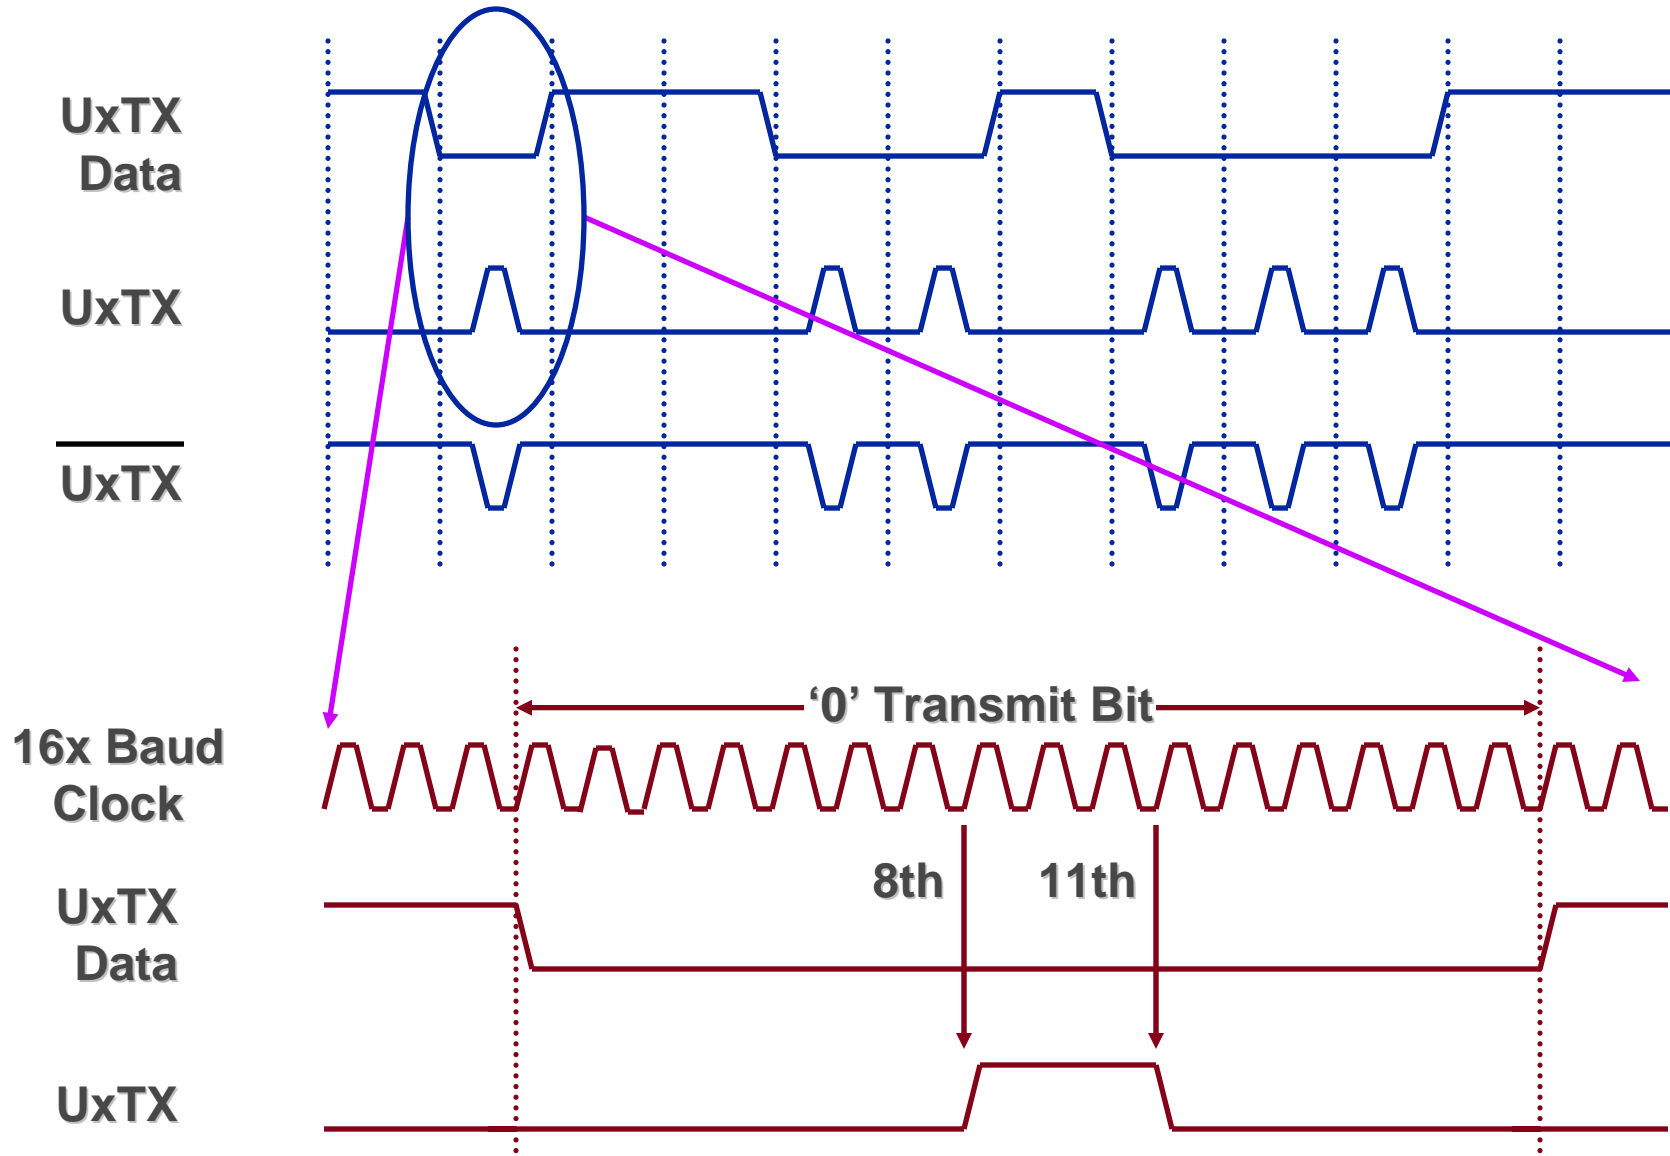 UxTX
Data
UxTX
UxTX
‘0’ Transmit Bit
16x Baud
Clock
8th
11th
UxTX
Data
UxTX